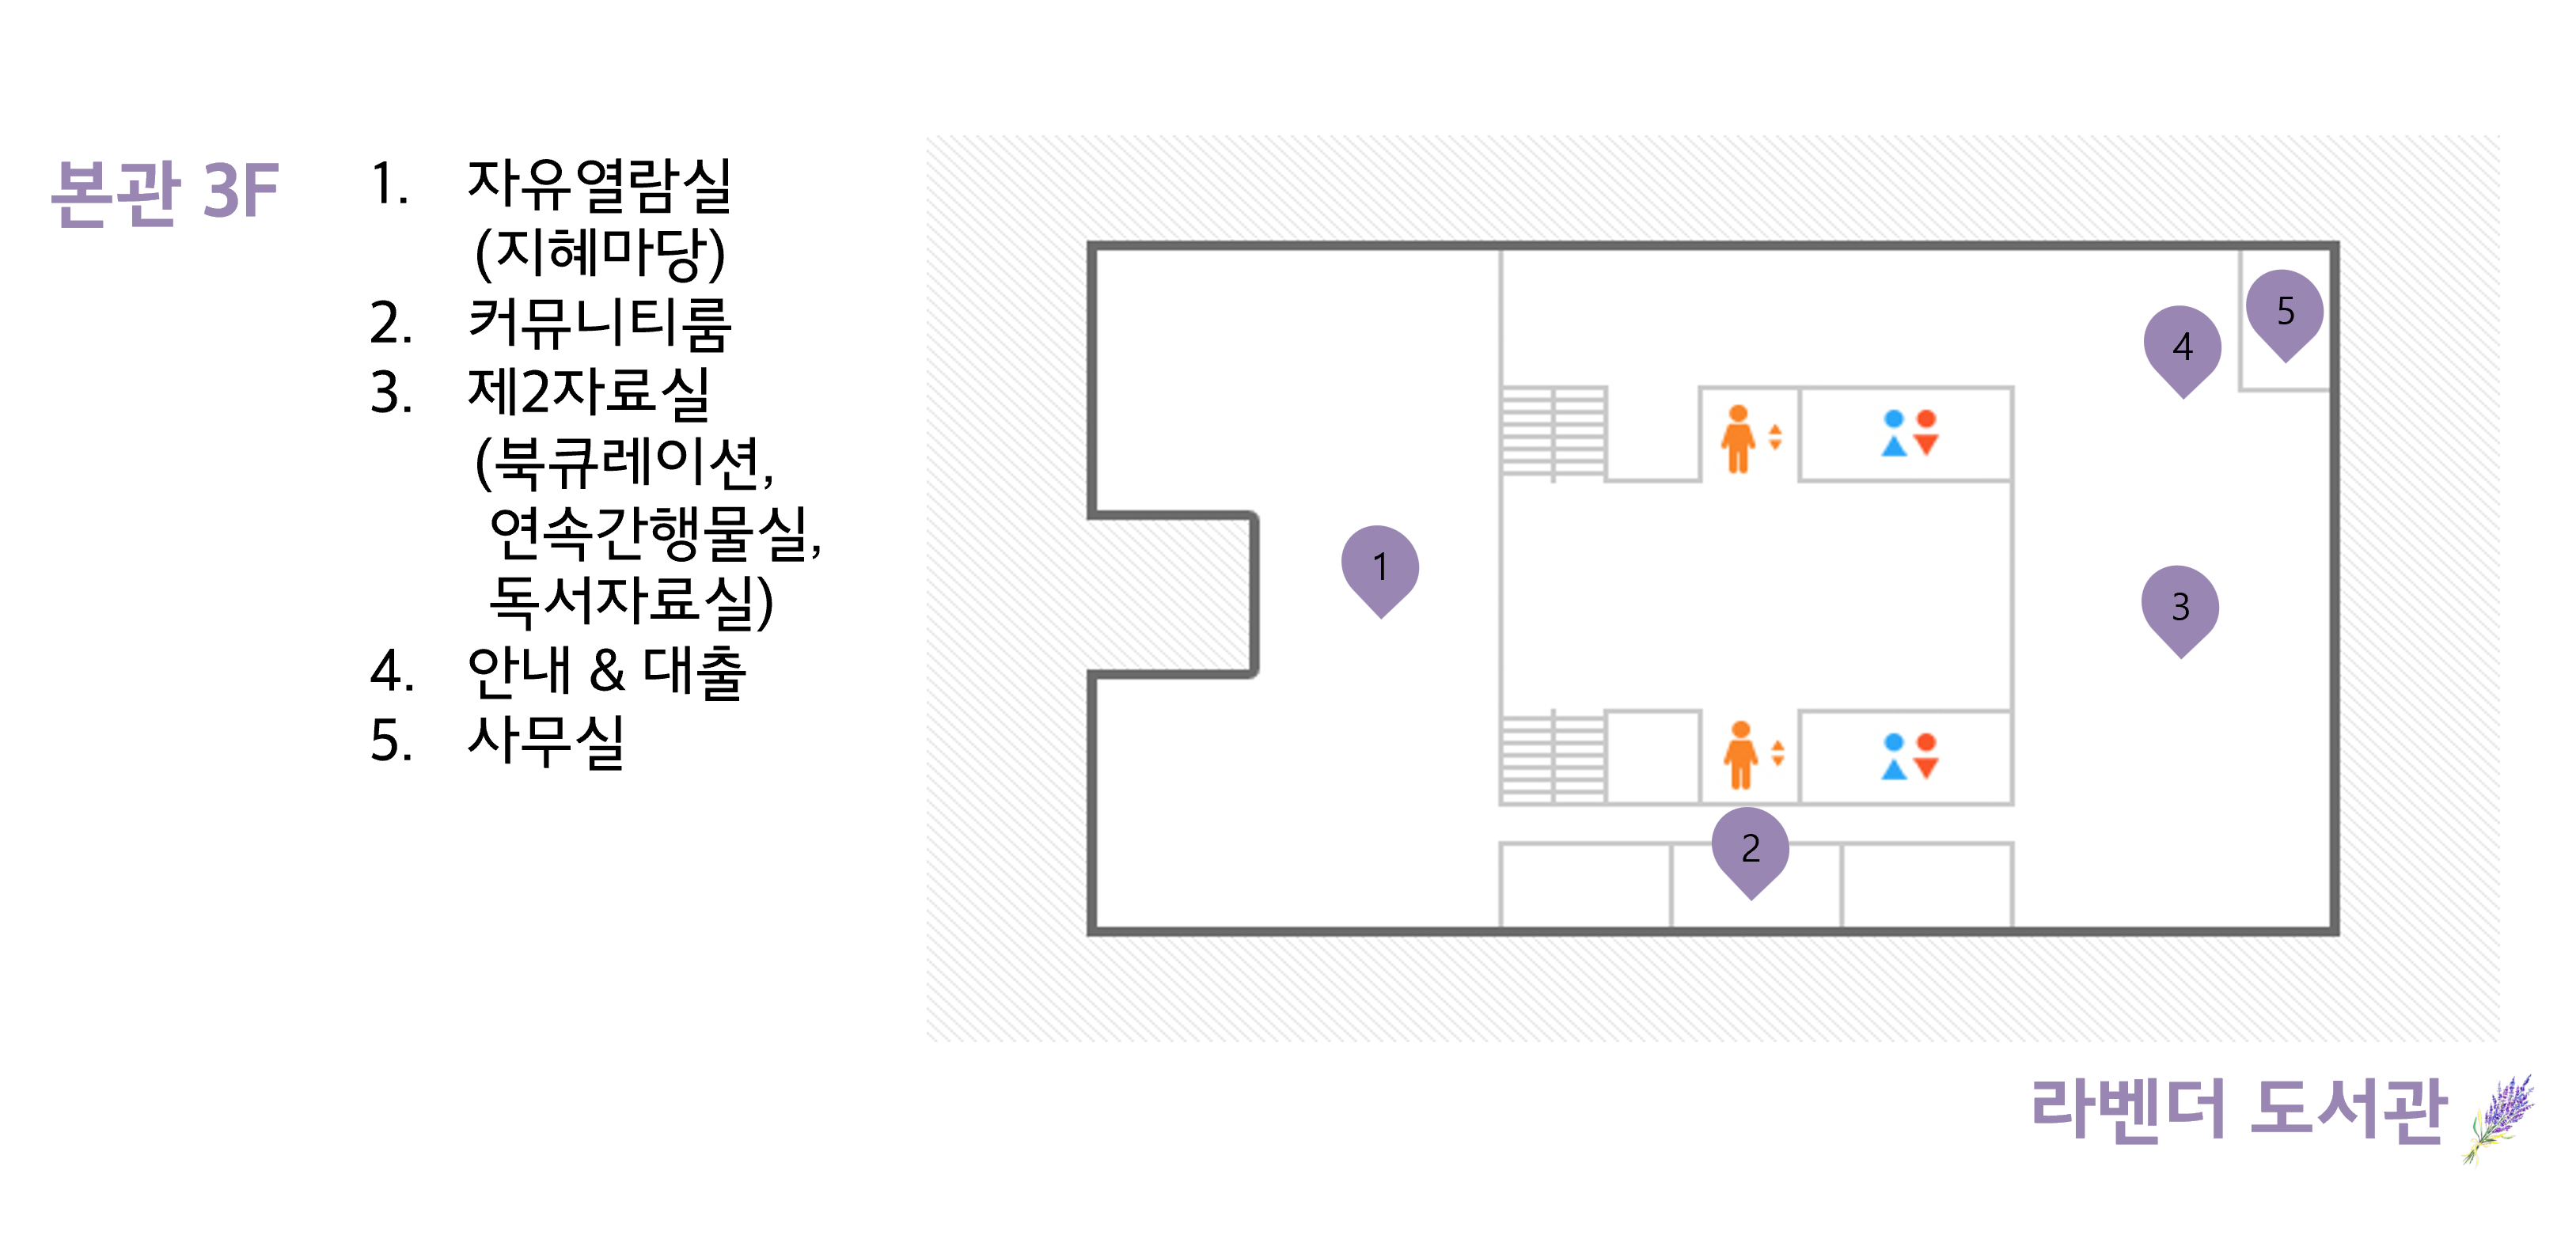 본관 3F
1. 자유열람실
(지혜마당)
2. 커뮤니티룸
3. 제2자료실
(북큐레이션,
연속간행물실,
독서자료실)
4. 안내 & 대출
5. 사무실
5
4
1
3
2
라벤더 도서관